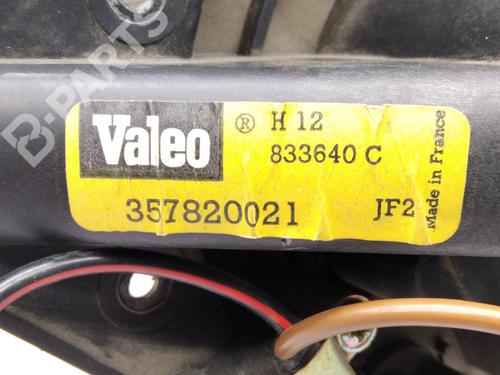 B-PARTS
Valeo
® H 12
833640 C
357820021
JF2
Made in France